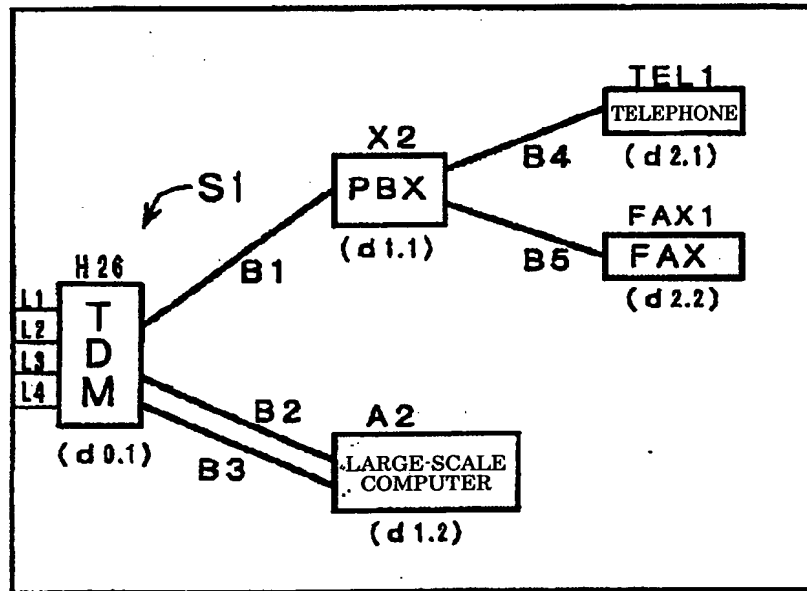 TEL1
TELEPHONE
(d2.1)
X2
PBX
(d1.1)
B4
B5
FAX1
FAX
(d2.2)
S1
B1
H26
L1
L2
L3
L4
TDM
(d0.1)
B2
B3
A2
LARGE-SCALE
COMPUTER
(d1.2)